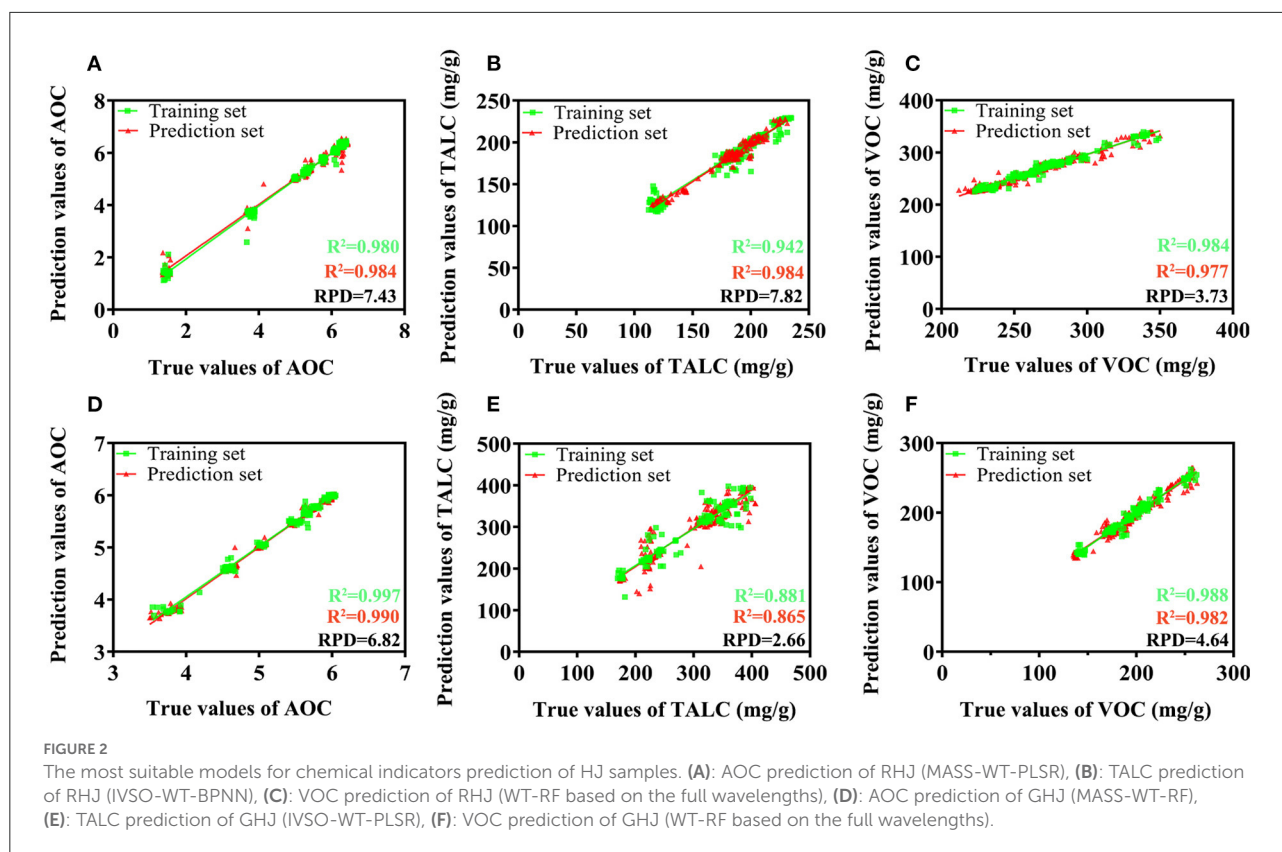 A
Prediction values of AOC
8
6
4
2
0
Training set
Prediction set
R²=0.980
R²=0.984
RPD=7.43
0 2 4 6 8
True values of AOC
B
Prediction values of TALC (mg/g)
250
200
150
100
50
0
Training set
Prediction set
R²=0.942
R²=0.984
RPD=7.82
0 50 100 150 200 250
True values of TALC (mg/g)
C
Prediction values of VOC (mg/g)
400
300
200
100
0
Training set
Prediction set
R²=0.984
R²=0.977
RPD=3.73
200 250 300 350 400
True values of VOC (mg/g)
D
Prediction values of AOC
7
6
5
4
3
Training set
Prediction set
R²=0.997
R²=0.990
RPD=6.82
3 4 5 6 7
True values of AOC
E
Prediction values of TALC (mg/g)
500
400
300
200
100
0
Training set
Prediction set
R²=0.881
R²=0.865
RPD=2.66
0 100 200 300 400 500
True values of TALC (mg/g)
F
Prediction values of VOC (mg/g)
300
200
100
0
Training set
Prediction set
R²=0.988
R²=0.982
RPD=4.64
0 100 200 300
True values of VOC (mg/g)
FIGURE 2
The most suitable models for chemical indicators prediction of HJ samples. (A): AOC prediction of RHJ (MASS-WT-PLSR), (B): TALC prediction
of RHJ (IVSO-WT-BPNN), (C): VOC prediction of RHJ (WT-RF based on the full wavelengths), (D): AOC prediction of GHJ (MASS-WT-RF),
(E): TALC prediction of GHJ (IVSO-WT-PLSR), (F): VOC prediction of GHJ (WT-RF based on the full wavelengths).